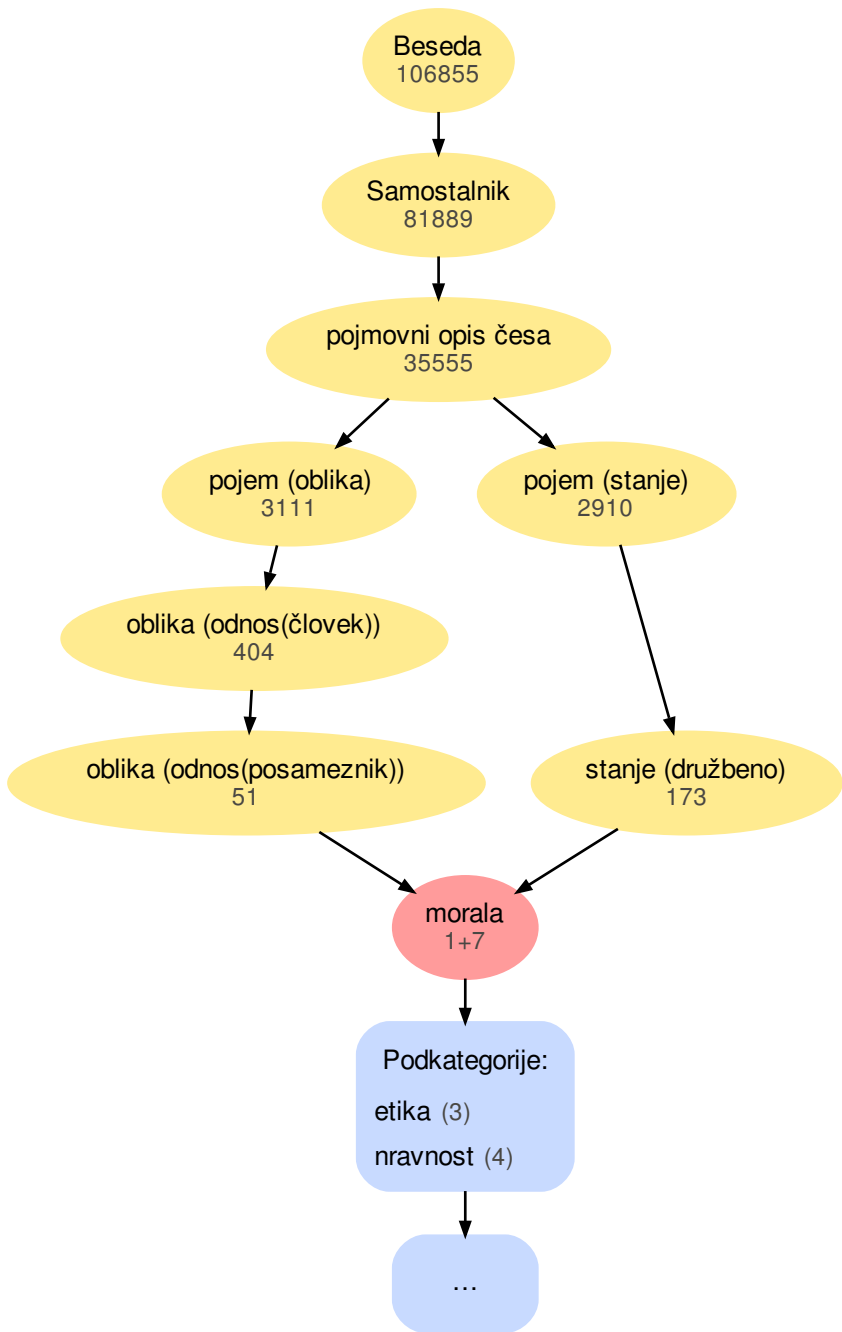 Beseda
106855
Samostalnik
81889
pojmovni opis česa
35555
pojem (oblika)
3111
pojem (stanje)
2910
oblika (odnos(človek))
404
oblika (odnos(posameznik))
51
stanje (družbeno)
173
morala
1+7
Podkategorije:
etika (3)
nravnost (4)
...